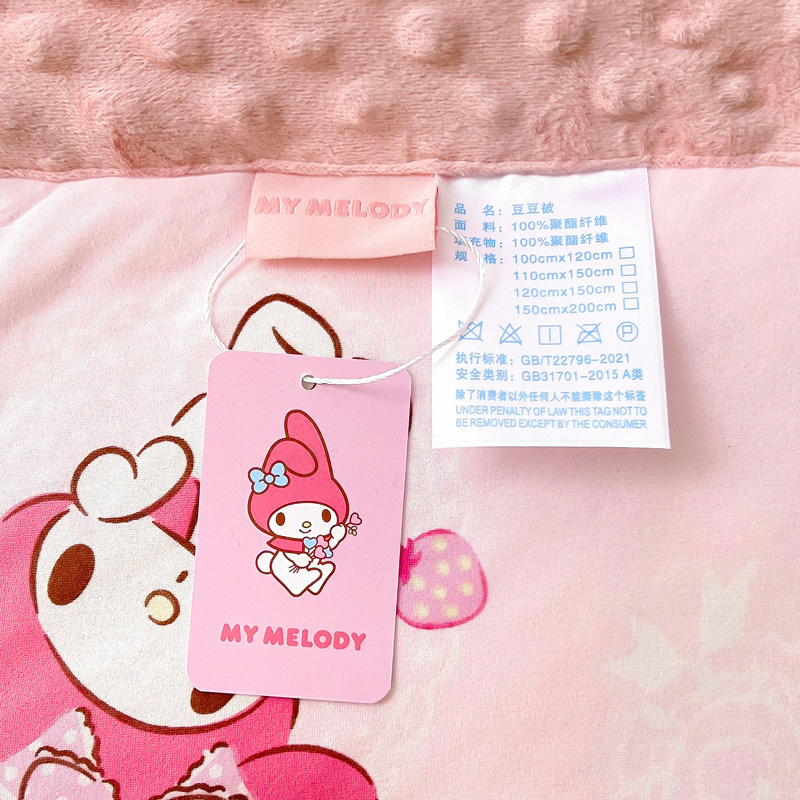 MY MELODY
品 名：豆豆被
面 料：100%聚酯纤维
填充物：100%聚酯纤维
规 格：100cmx120cm
110cmx150cm
120cmx150cm
150cmx200cm
执行标准：GB/T22796-2021
安全类别：GB31701-2015 A类
除了消费者以外任何人不能撕除这个标签
UNDER PENALTY OF LAW THIS TAG NOT TO
BE REMOVED EXCEPT BY THE CONSUMER
MY MELODY